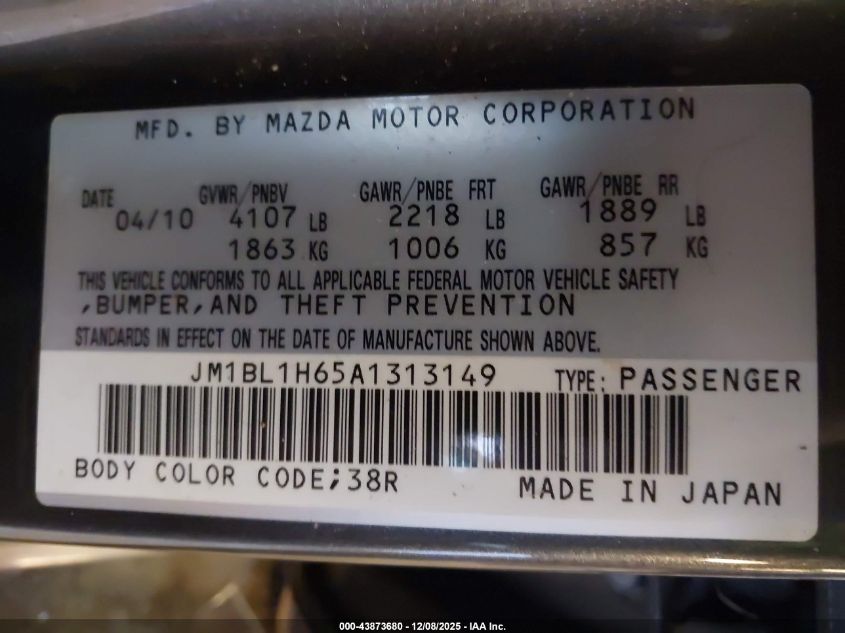 MFD. BY MAZDA MOTOR CORPORATION
DATE GVWR/PNBV GAWR/PNBE FRT GAWR/PNBE RR
04/10 4107 LB 2218 LB 1889 LB
1863 KG 1006 KG 857 KG
THIS VEHICLE CONFORMS TO ALL APPLICABLE FEDERAL MOTOR VEHICLE SAFETY
,BUMPER,AND THEFT PREVENTION
STANDARDS IN EFFECT ON THE DATE OF MANUFACTURE SHOWN ABOVE.
JM1BL1H65A1313149 TYPE: PASSENGER
BODY COLOR CODE;38R MADE IN JAPAN
000-43873680 - 12/08/2025 - IAA Inc.